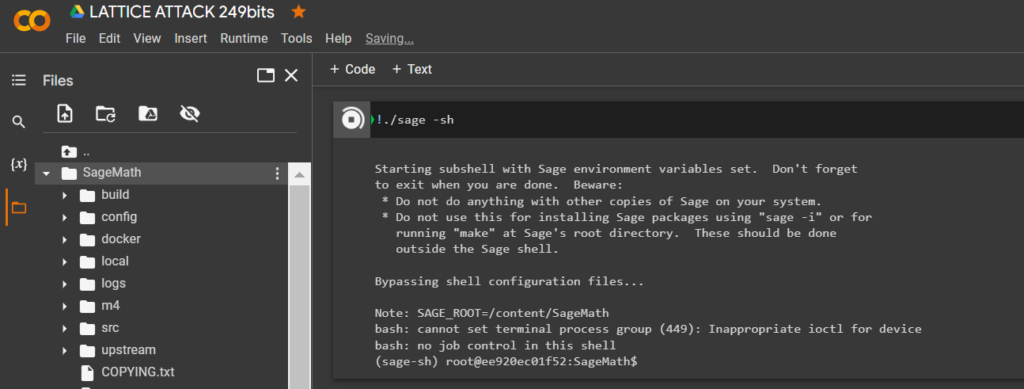 LATTICE ATTACK 249bits
File Edit View Insert Runtime Tools Help Saving...
Files
+ Code + Text
!./sage -sh
..
{x}
SageMath
build
config
docker
local
logs
m4
src
upstream
COPYING.txt
Starting subshell with Sage environment variables set. Don't forget
to exit when you are done. Beware:
* Do not do anything with other copies of Sage on your system.
* Do not use this for installing Sage packages using "sage -i" or for
running "make" at Sage's root directory. These should be done
outside the Sage shell.
Bypassing shell configuration files...
Note: SAGE_ROOT=/content/SageMath
bash: cannot set terminal process group (449): Inappropriate ioctl for device
bash: no job control in this shell
(sage-sh) root@ee920ec01f52:SageMath$